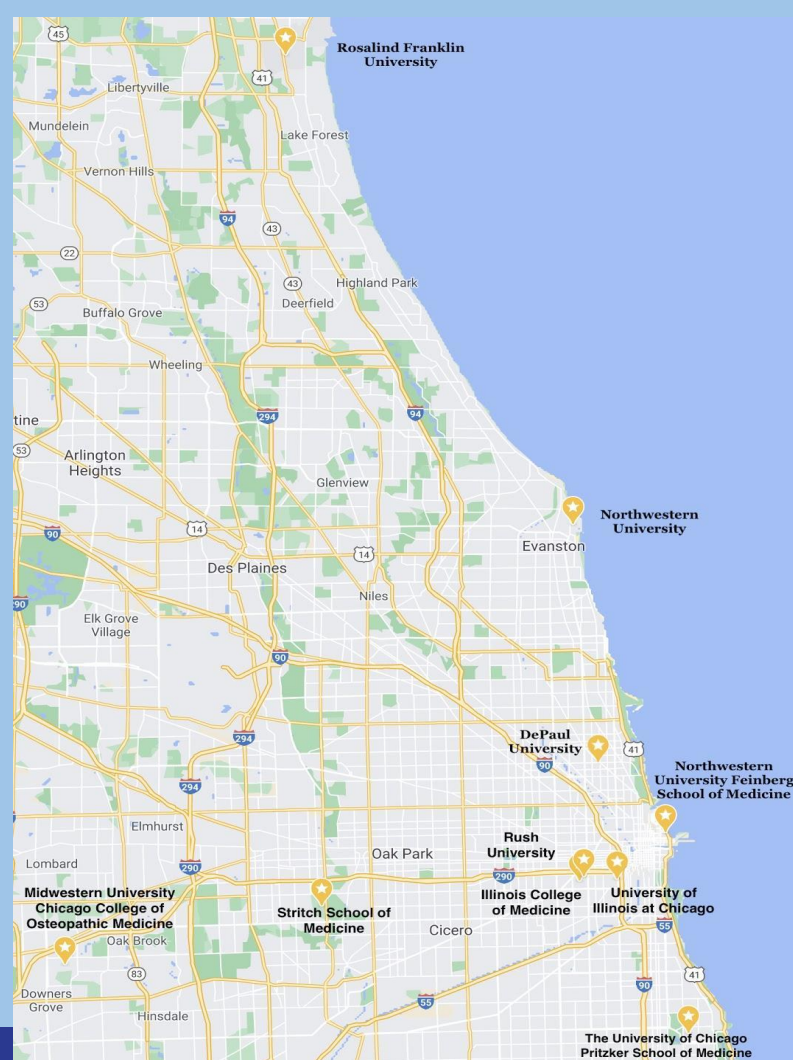 45
Rosalind Franklin
University
41
Libertyville
Mundelein
Lake Forest
Vernon Hills
94
43
22
43
Highland Park
53
Deerfield
Buffalo Grove
Wheeling
294
94
tine
53
Arlington
Heights
Glenview
Northwestern
University
14
90
14
Evanston
Des Plaines
90
Niles
Elk Grove
Village
90
294
DePaul
University
41
90
Northwestern
University Feinberg
School of Medicine
294
Elmhurst
Rush
University
Oak Park
Lombard
290
290
Midwestern University
Chicago College of
Osteopathic Medicine
Stritch School of
Medicine
Illinois College
of Medicine
University of
Illinois at Chicago
Oak Brook
Cicero
55
83
41
90
Downers
Grove
55
Hinsdale
The University of Chicago
Pritzker School of Medicine